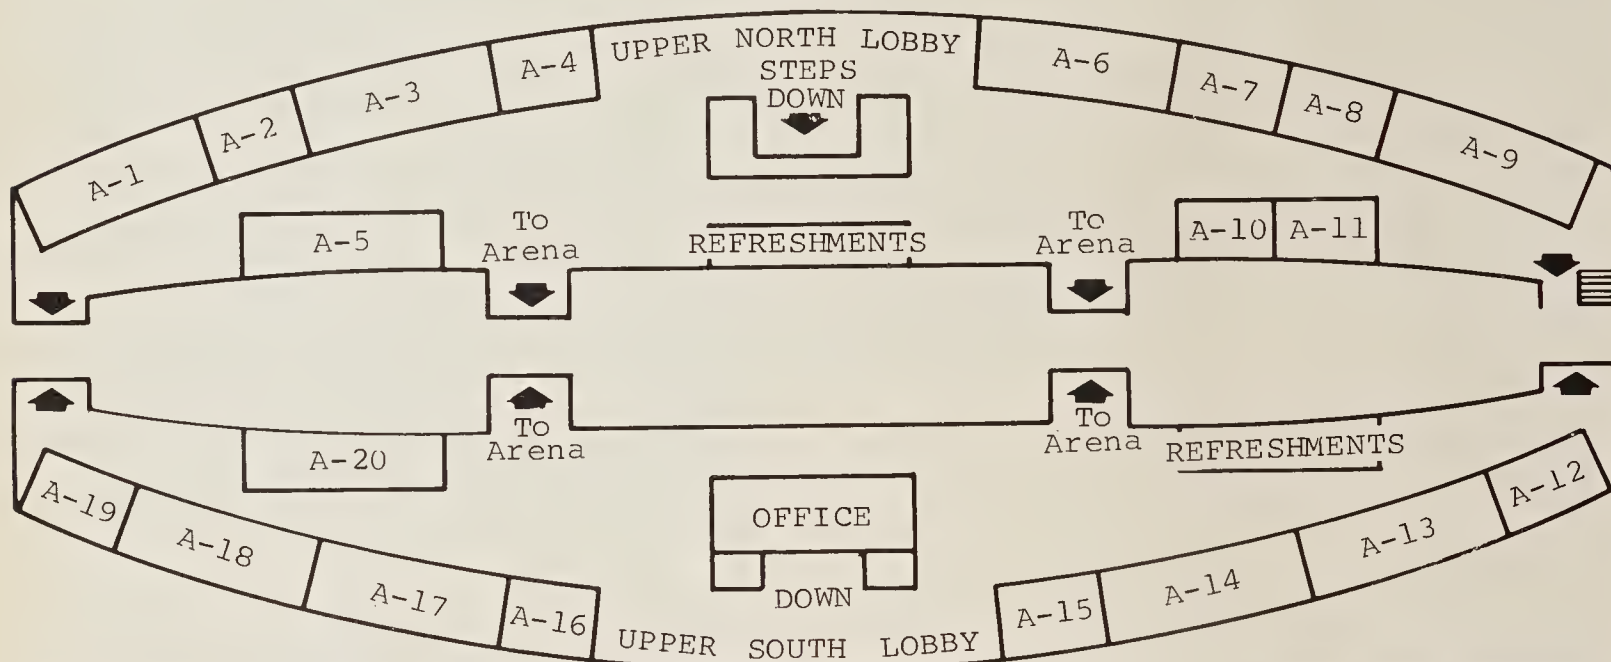 UPPER NORTH LOBBY
STEPS
DOWN
A-1
A-2
A-3
A-4
A-6
A-7
A-8
A-9
A-5
To
Arena
REFRESHMENTS
To
Arena
A-10
A-11
To
Arena
To
Arena
REFRESHMENTS
A-20
A-19
A-18
A-17
A-16
OFFICE
DOWN
A-15
A-14
A-13
A-12
UPPER SOUTH LOBBY